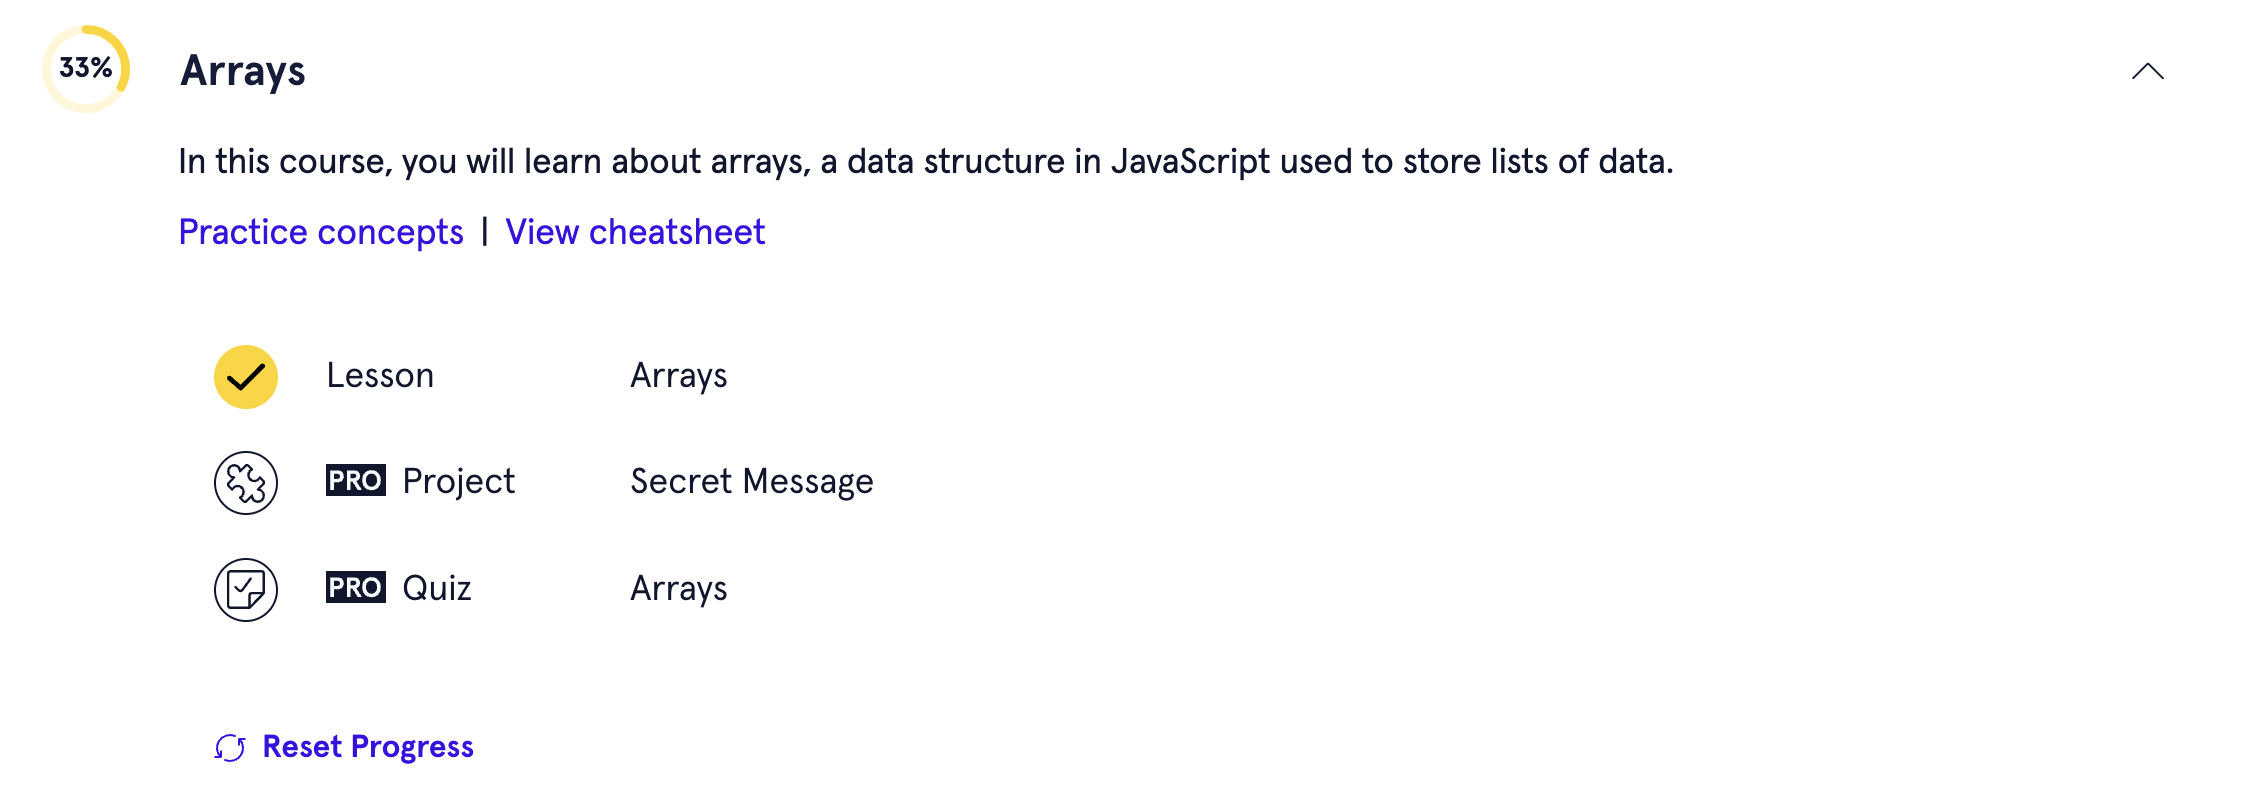 33%
Arrays
In this course, you will learn about arrays, a data structure in JavaScript used to store lists of data.
Practice concepts | View cheatsheet
Lesson Arrays
PRO Project Secret Message
PRO Quiz Arrays
Reset Progress